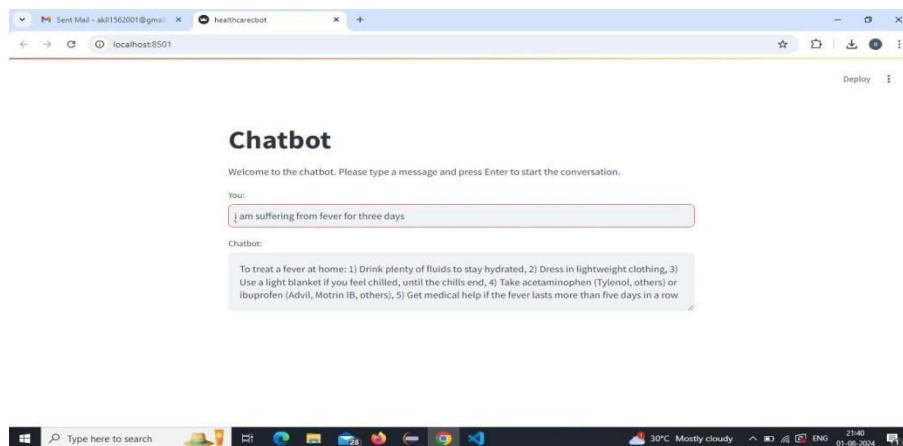 Sent Mail - akil1562001@gmai
healthcarecbot
localhost:8501
Deploy
Chatbot
Welcome to the chatbot. Please type a message and press Enter to start the conversation.
You:
i am suffering from fever for three days
Chatbot:
To treat a fever at home: 1) Drink plenty of fluids to stay hydrated, 2) Dress in lightweight clothing, 3)
Use a light blanket if you feel chilled, until the chills end, 4) Take acetaminophen (Tylenol, others) or
ibuprofen (Advil, Motrin IB, others), 5) Get medical help if the fever lasts more than five days in a row
Type here to search
28
30°C Mostly cloudy
ENG
21:40
01-08-2024